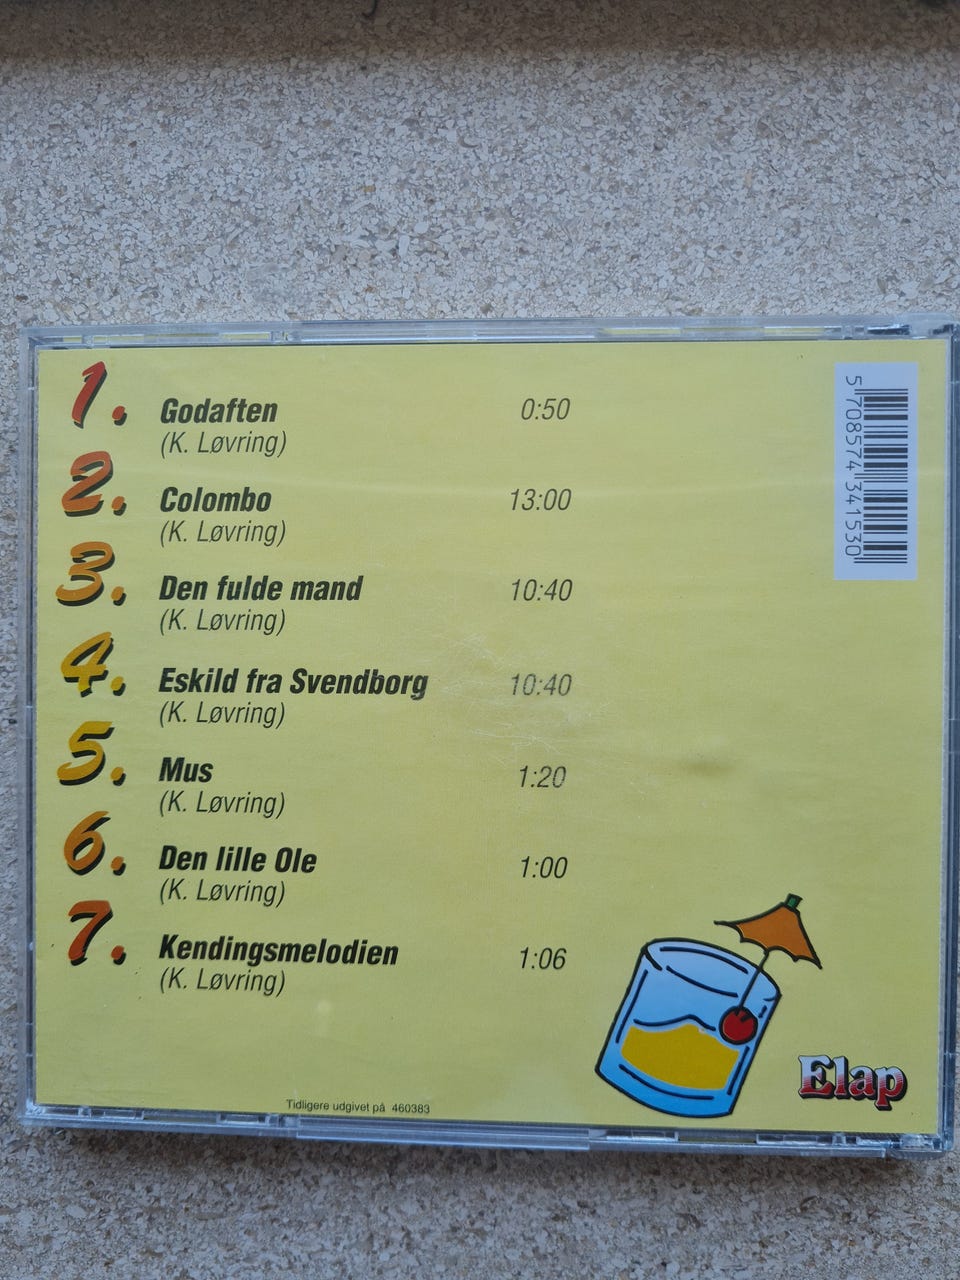 1.
Godaften 0:50
(K. Løvring)
2.
Colombo 13:00
(K. Løvring)
3.
Den fulde mand 10:40
(K. Løvring)
4.
Eskild fra Svendborg 10:40
(K. Løvring)
5.
Mus 1:20
(K. Løvring)
6.
Den lille Ole 1:00
(K. Løvring)
7.
Kendingsmelodien 1:06
(K. Løvring)
5 708574 341530
Elap
Tidligere udgivet på 460383